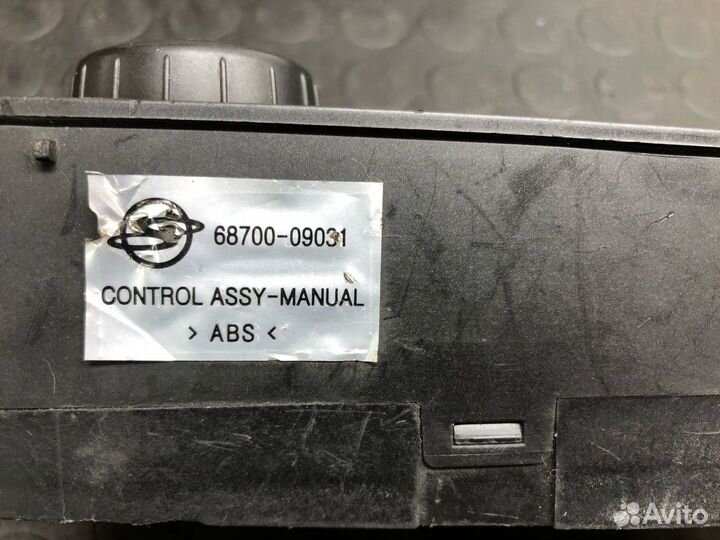 68700-09031
CONTROL ASSY-MANUAL
> ABS <
Avito